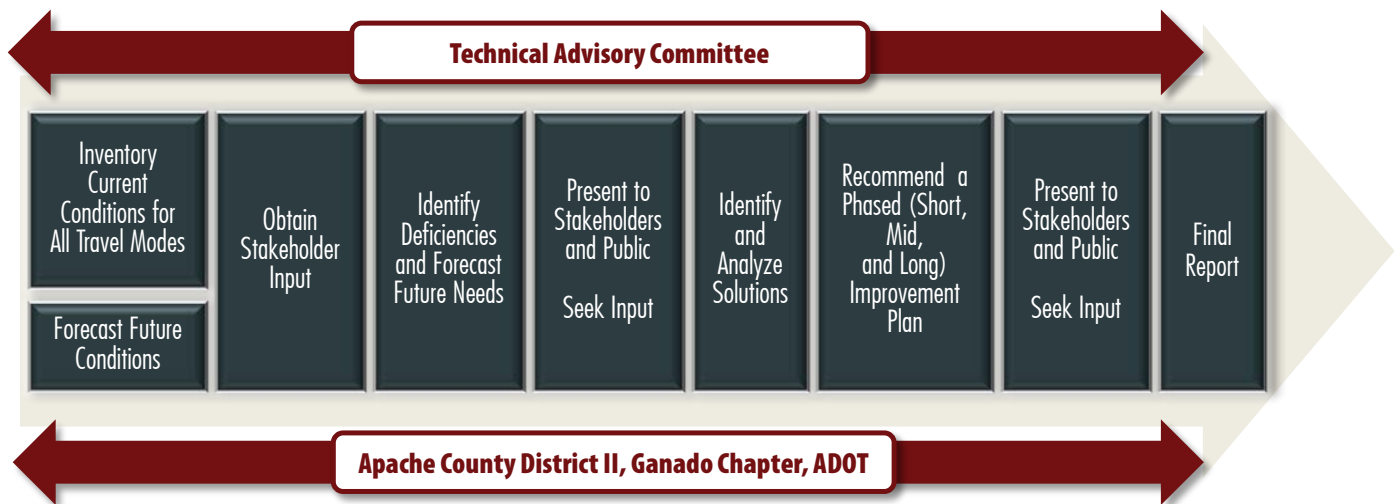 Technical Advisory Committee
Inventory
Current
Conditions for
All Travel Modes
Forecast Future
Conditions
Obtain
Stakeholder
Input
Identify
Deficiencies
and Forecast
Future Needs
Present to
Stakeholders
and Public
Seek Input
Identify
and
Analyze
Solutions
Recommend a
Phased (Short,
Mid,
and Long)
Improvement
Plan
Present to
Stakeholders
and Public
Seek Input
Final
Report
Apache County District II, Ganado Chapter, ADOT